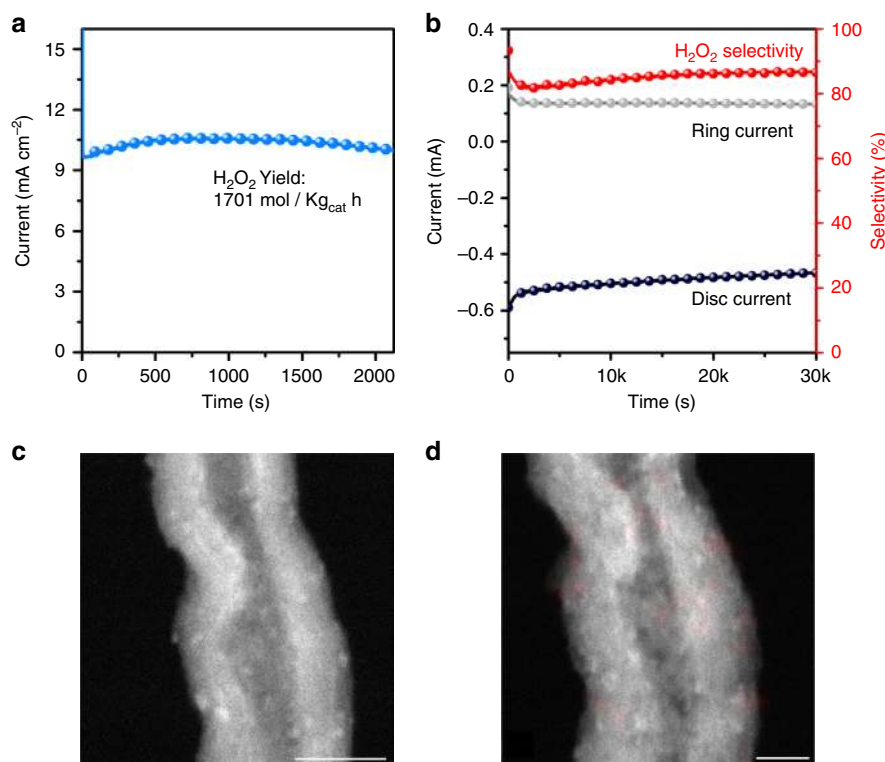 a
15
12
9
6
3
0
Current (mA cm⁻²)
H₂O₂ Yield:
1701 mol / Kg_cat h
0 500 1000 1500 2000
Time (s)
b
0.4
0.2
0.0
–0.2
–0.4
–0.6
Current (mA)
H₂O₂ selectivity
Ring current
Disc current
100
80
60
40
20
0
Selectivity (%)
0 10k 20k 30k
Time (s)
c
d